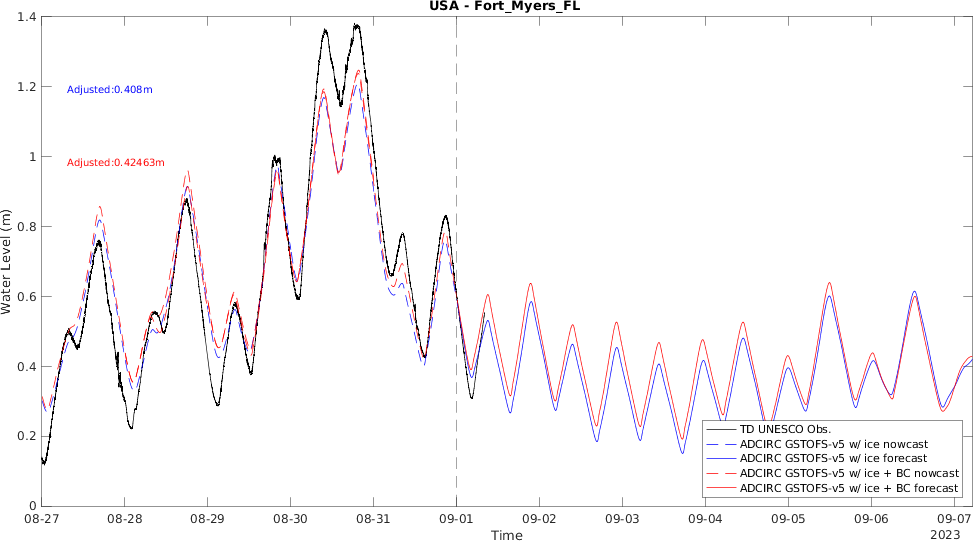 USA - Fort_Myers_FL
1.4
1.2
1
0.8
0.6
0.4
0.2
0
Water Level (m)
Adjusted:0.408m
Adjusted:0.42463m
TD UNESCO Obs.
ADCIRC GSTOFS-v5 w/ ice nowcast
ADCIRC GSTOFS-v5 w/ ice forecast
ADCIRC GSTOFS-v5 w/ ice + BC nowcast
ADCIRC GSTOFS-v5 w/ ice + BC forecast
08-27 08-28 08-29 08-30 08-31 09-01 09-02 09-03 09-04 09-05 09-06 09-07
Time
2023